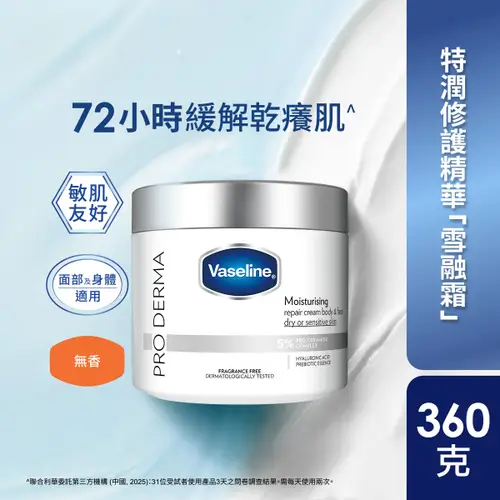 72小時緩解乾癢肌^
敏肌
友好
面部及身體
適用
無香
特潤修護精華「雪融霜」
360
克
PRO DERMA
Vaseline®
Moisturising
repair cream body & face
dry or sensitive skin
5% PRO-CERAMIDE
COMPLEX
HYALURONIC ACID
PREBIOTIC ESSENCE
FRAGRANCE FREE
DERMATOLOGICALLY TESTED
^聯合利華委託第三方機構 (中國, 2025):31位受試者使用產品3天之問卷調查結果。需每天使用兩次。